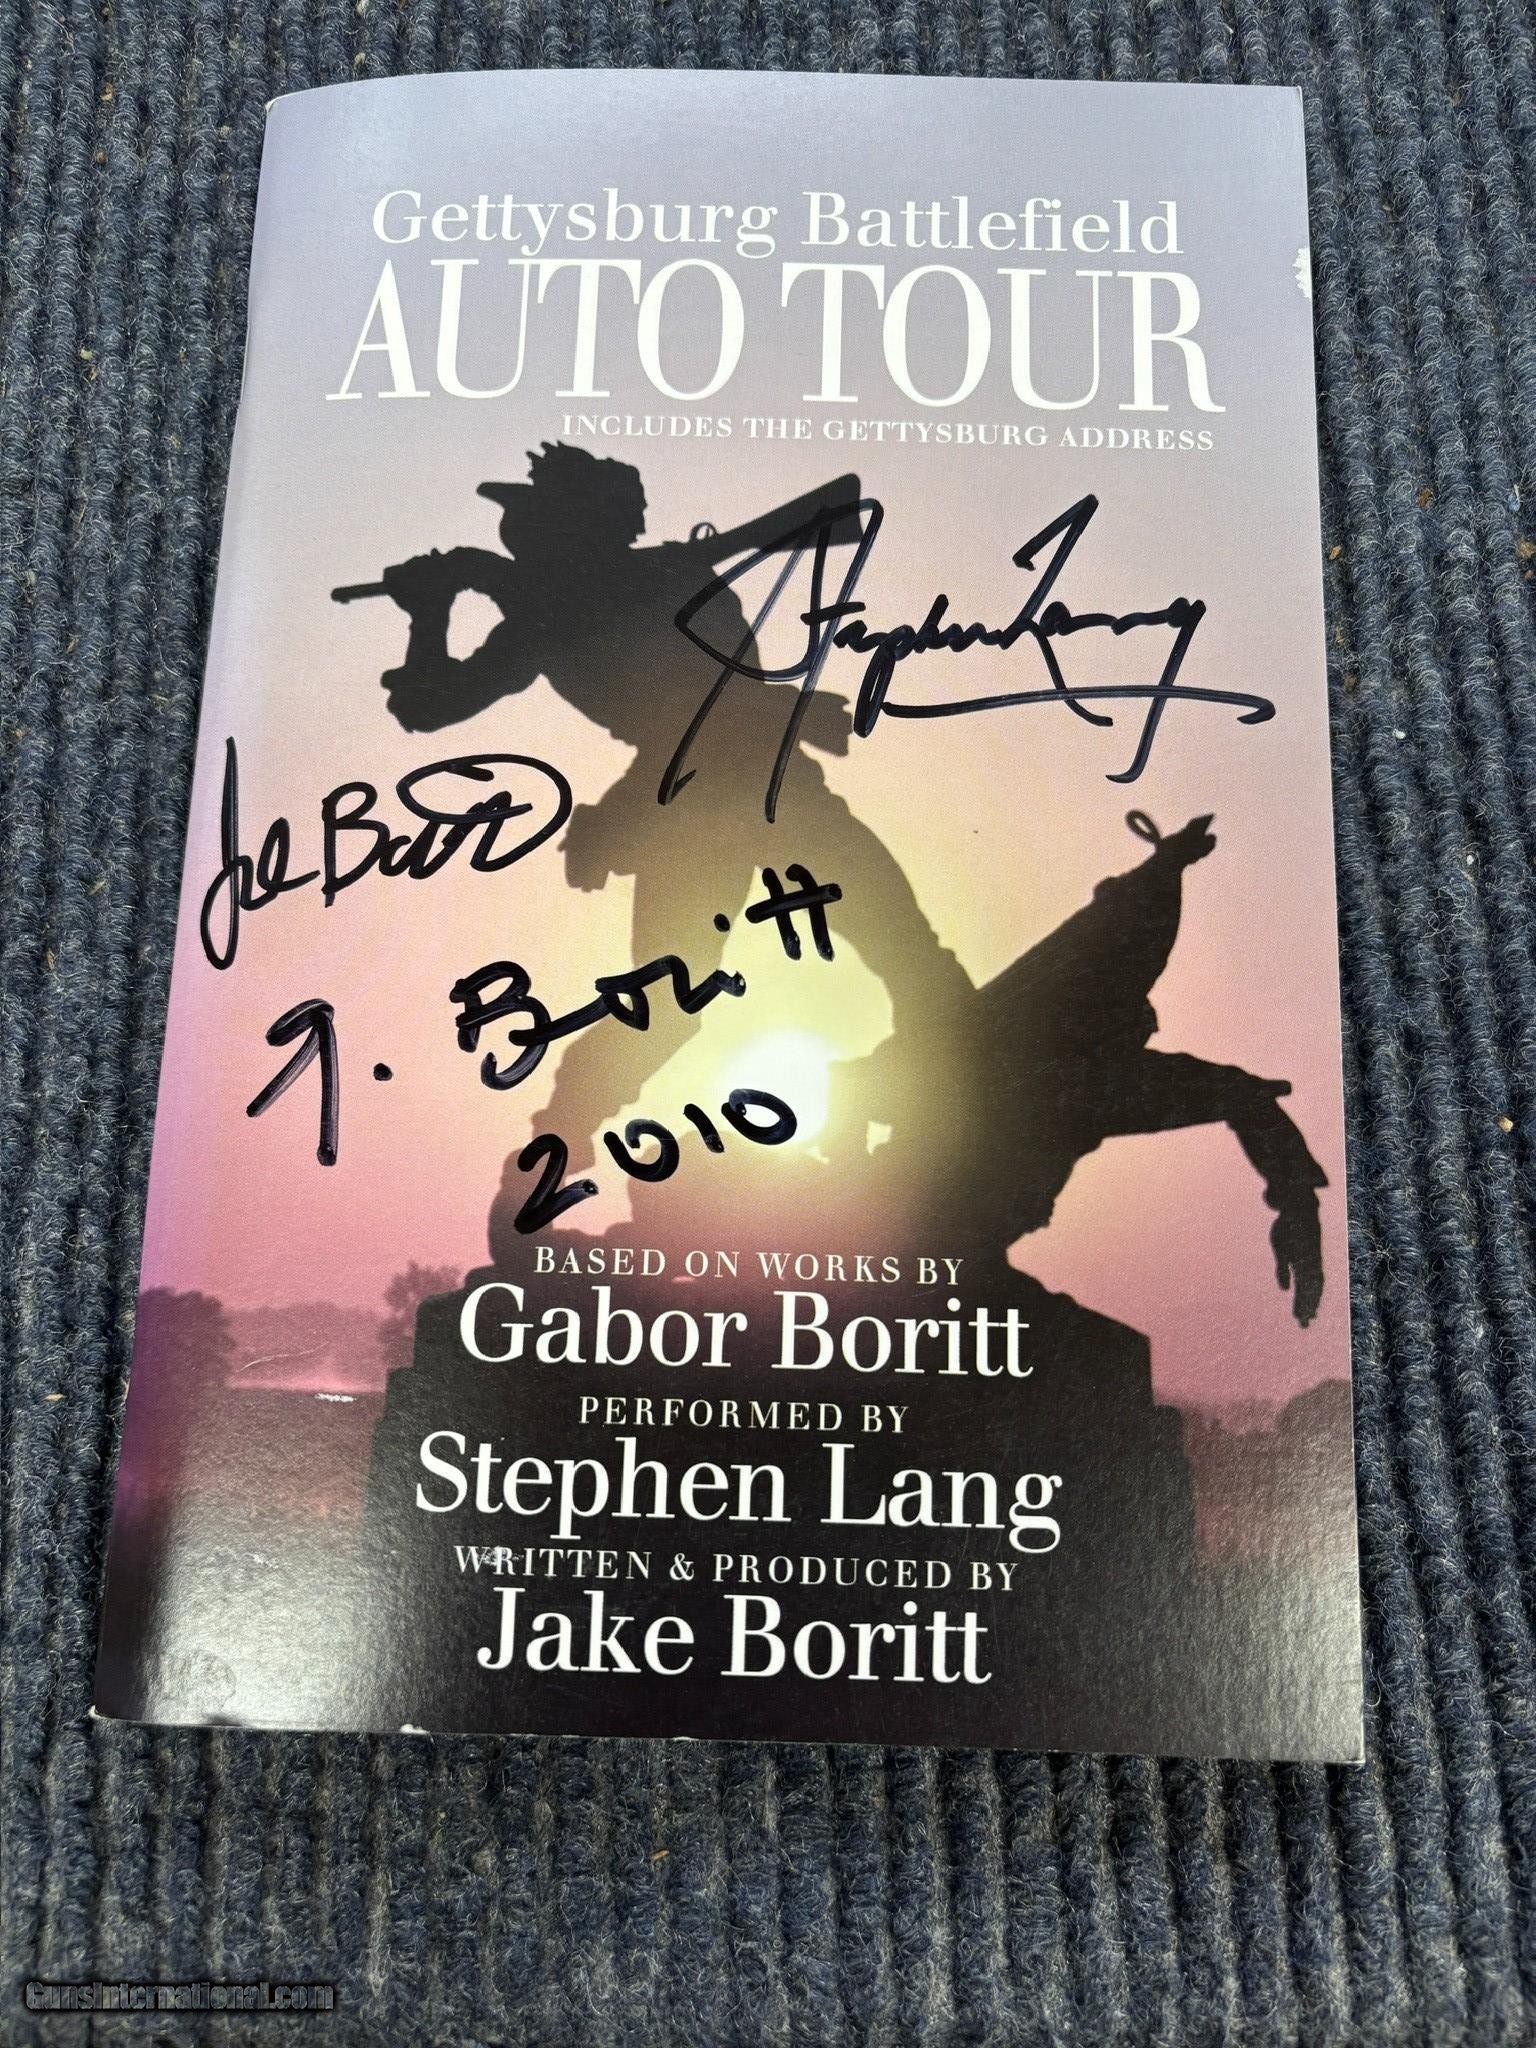 Gettysburg Battlefield
AUTO TOUR
INCLUDES THE GETTYSBURG ADDRESS
Stephen Lang
Jake Boritt
Boritt
2010
BASED ON WORKS BY
Gabor Boritt
PERFORMED BY
Stephen Lang
WRITTEN & PRODUCED BY
Jake Boritt
GunsInternational.com